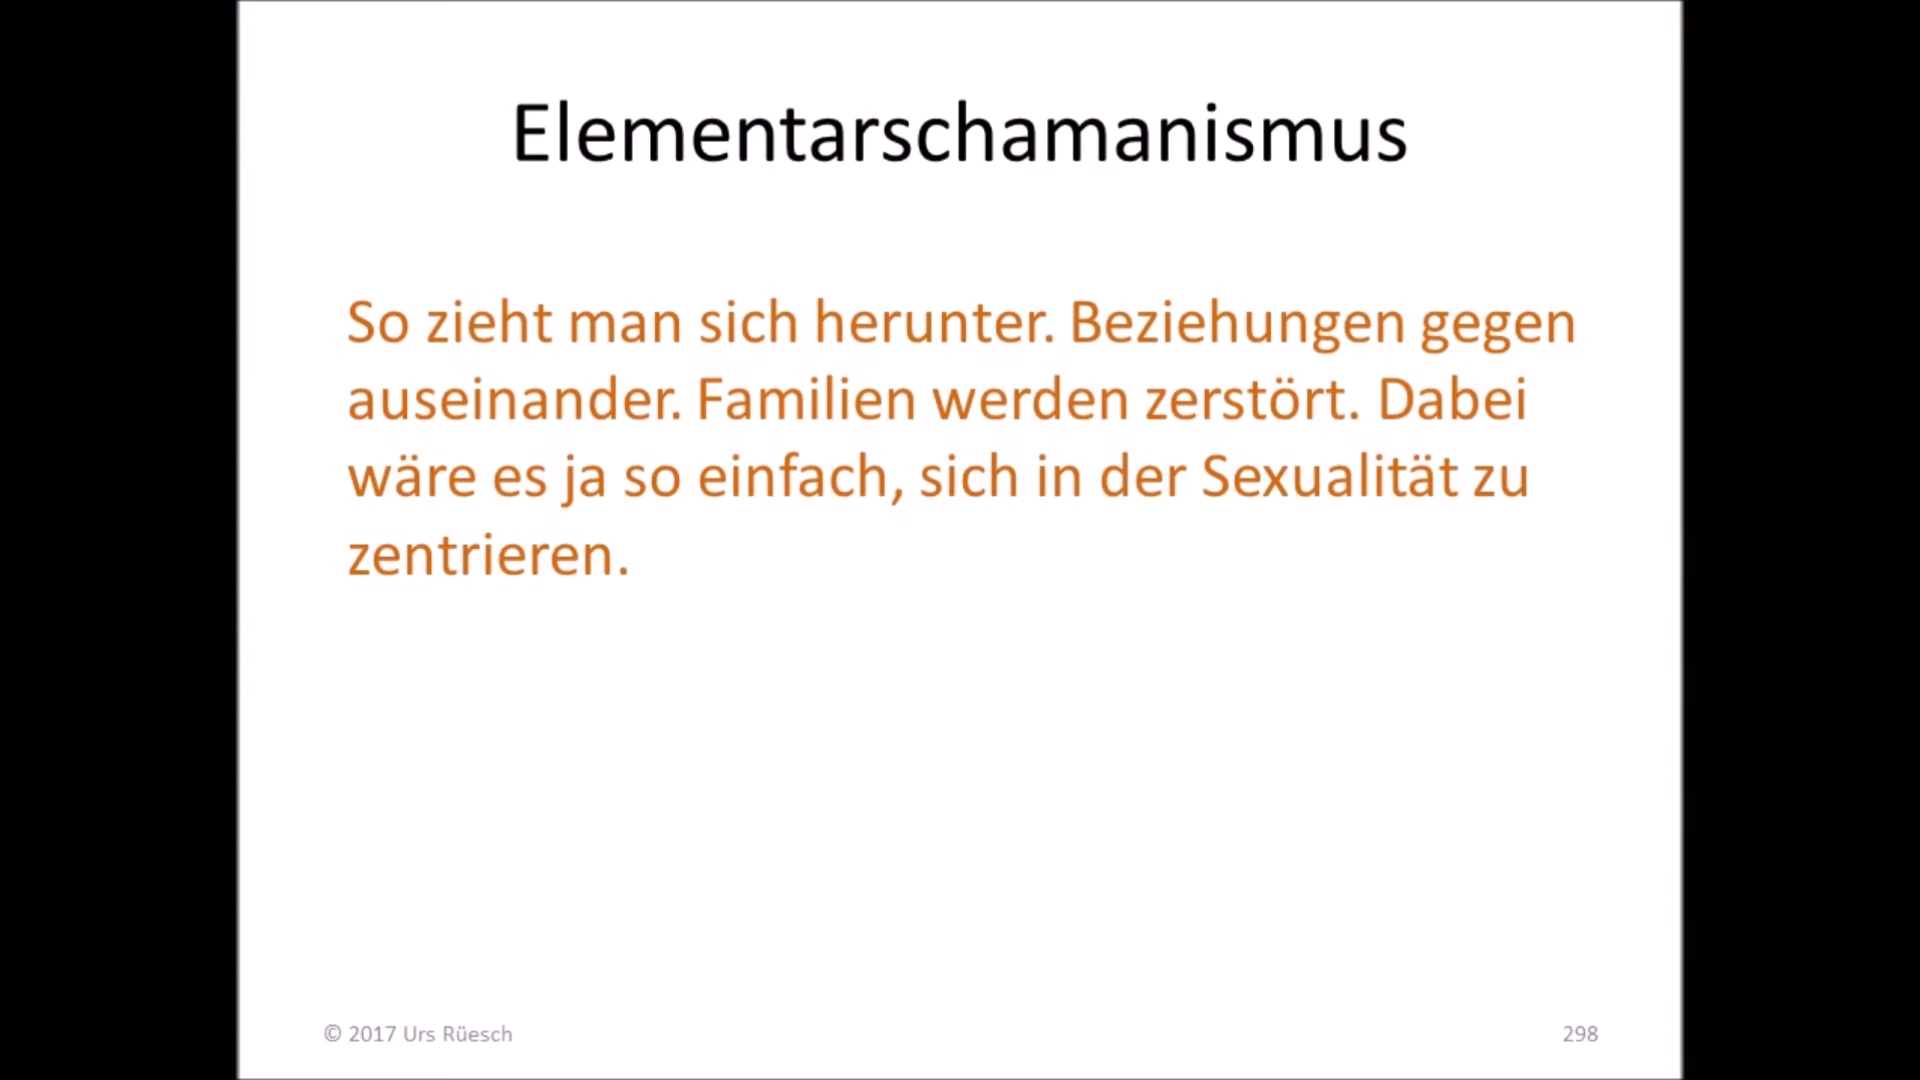 Elementarschamanismus
So zieht man sich herunter. Beziehungen gegen
auseinander. Familien werden zerstört. Dabei
wäre es ja so einfach, sich in der Sexualität zu
zentrieren.
© 2017 Urs Rüesch
298